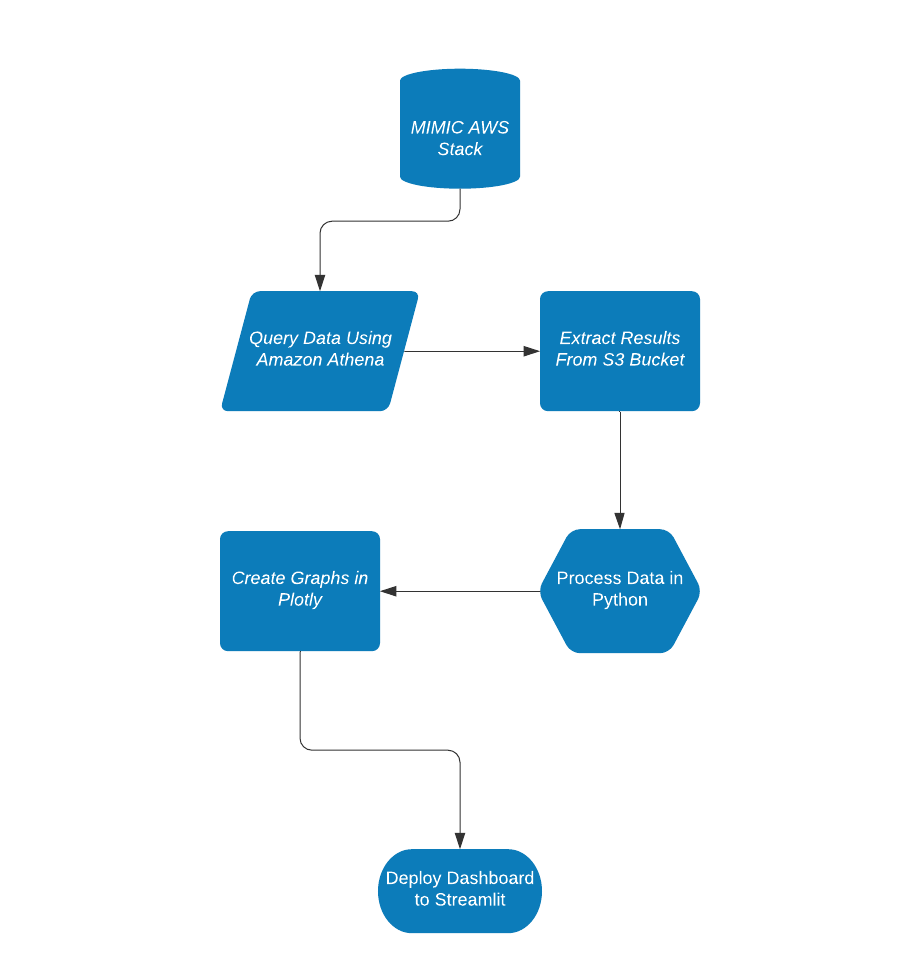 MIMIC AWS
Stack
Query Data Using
Amazon Athena
Extract Results
From S3 Bucket
Process Data in
Python
Create Graphs in
Plotly
Deploy Dashboard
to Streamlit